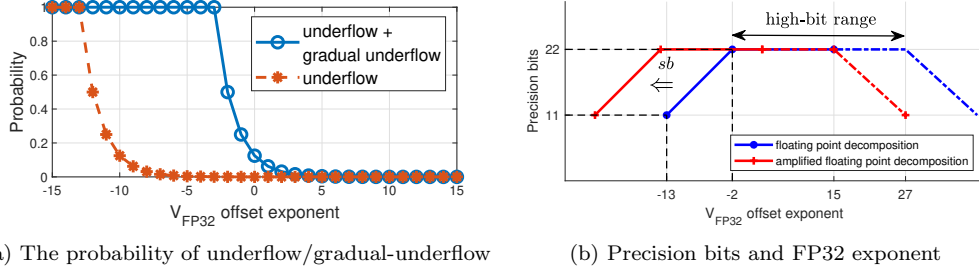 1
0.8
0.6
0.4
0.2
0
Probability
-15
-10
-5
0
5
10
15
V_FP32 offset exponent
underflow +
gradual underflow
underflow
a) The probability of underflow/gradual-underflow
high-bit range
22
11
Precision bits
sb
⇐
-13
-2
15
27
V_FP32 offset exponent
floating point decomposition
amplified floating point decomposition
(b) Precision bits and FP32 exponent